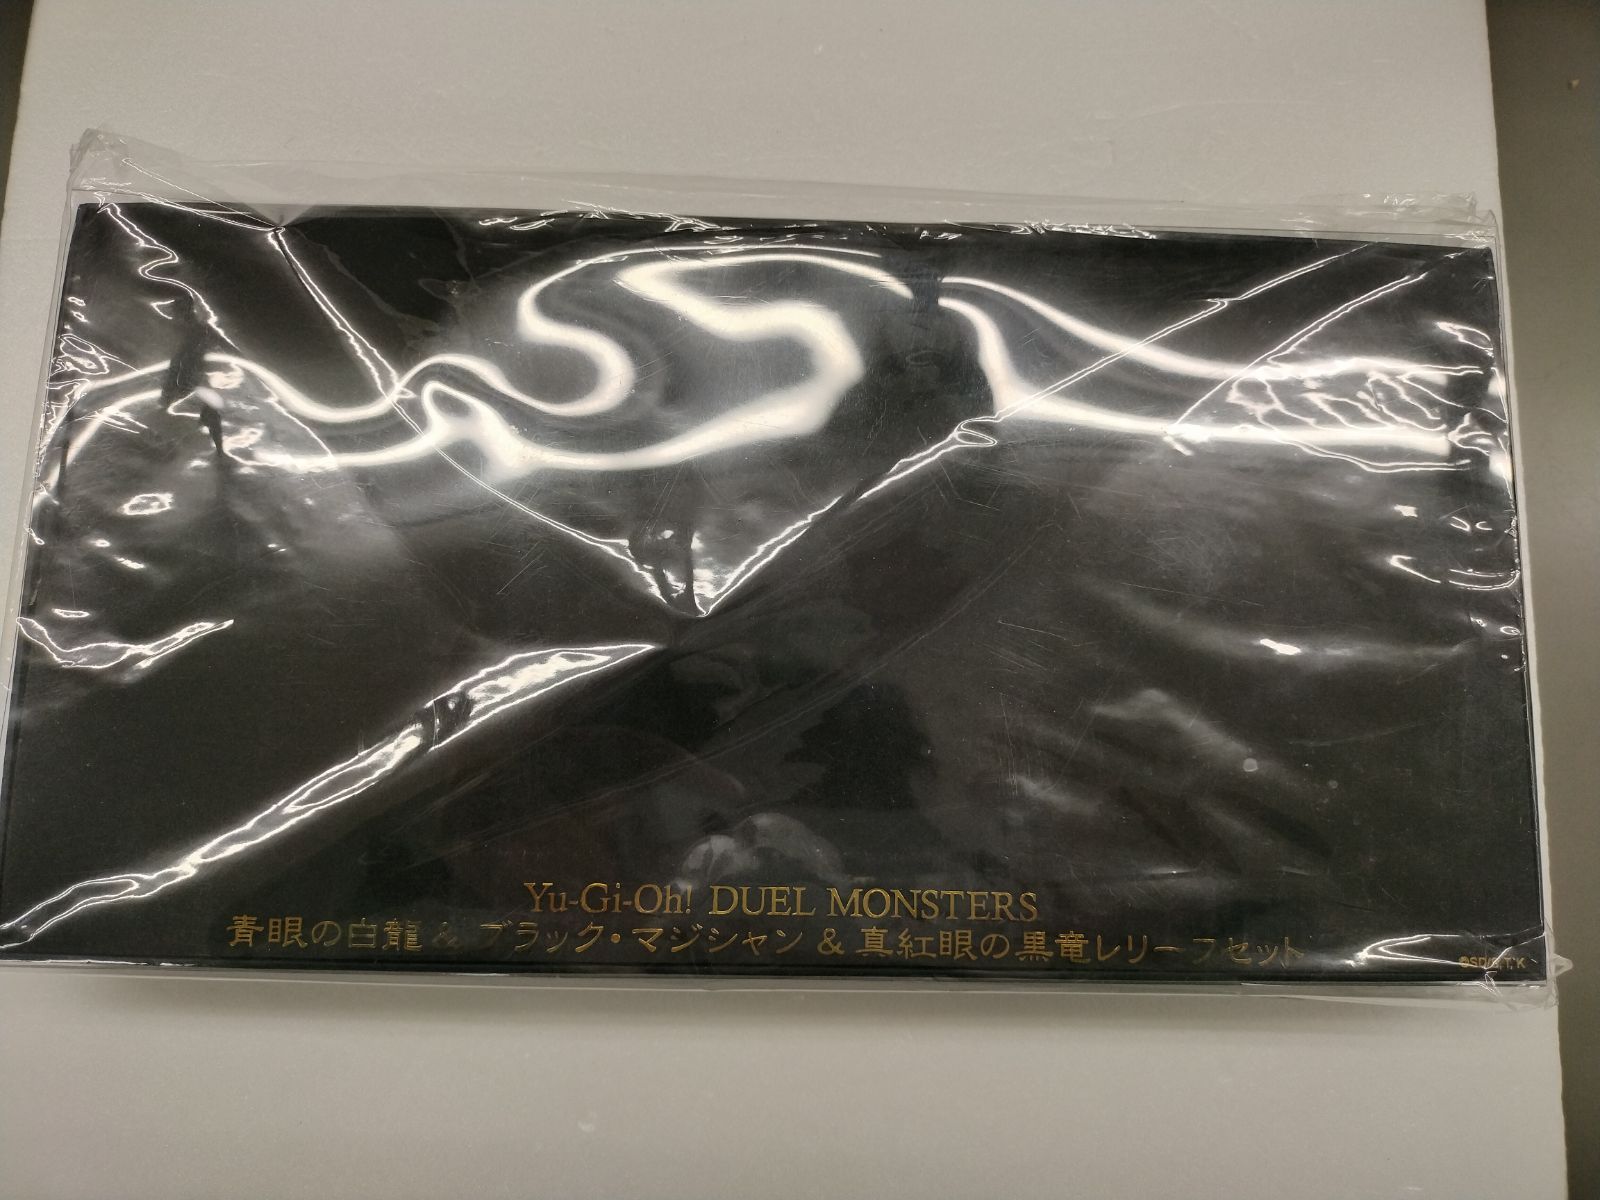 Yu-Gi-Oh! DUEL MONSTERS
青眼の白龍 & ブラック・マジシャン & 真紅眼の黒竜レリーフセット